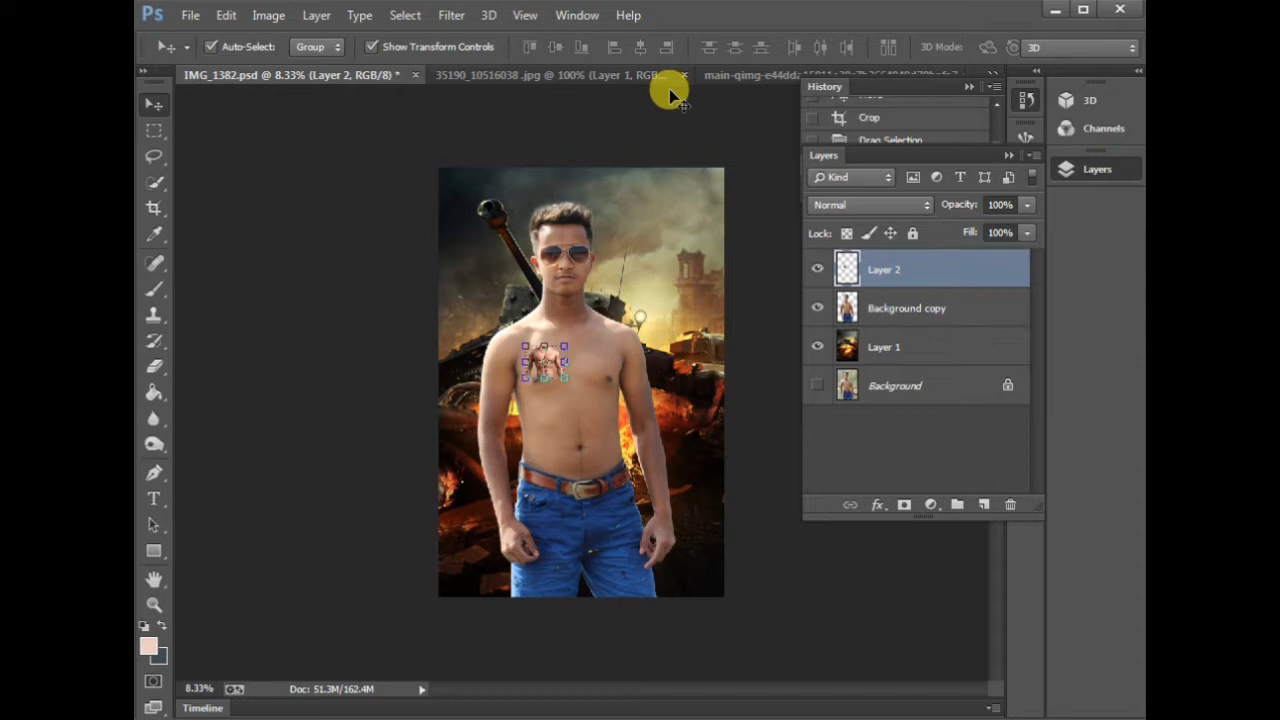 Ps File Edit Image Layer Type Select Filter 3D View Window Help
Auto-Select: Group Show Transform Controls 3D Mode: 3D
IMG_1382.psd @ 8.33% (Layer 2, RGB/8) * × 35190_10516038 .jpg @ 100% (Layer 1, RGB... ×
History
Crop
Drag Selection
3D
Channels
Layers
Layers
Kind
Normal Opacity: 100%
Lock: Fill: 100%
Layer 2
Background copy
Layer 1
Background
8.33% Doc: 51.3M/162.4M
Timeline